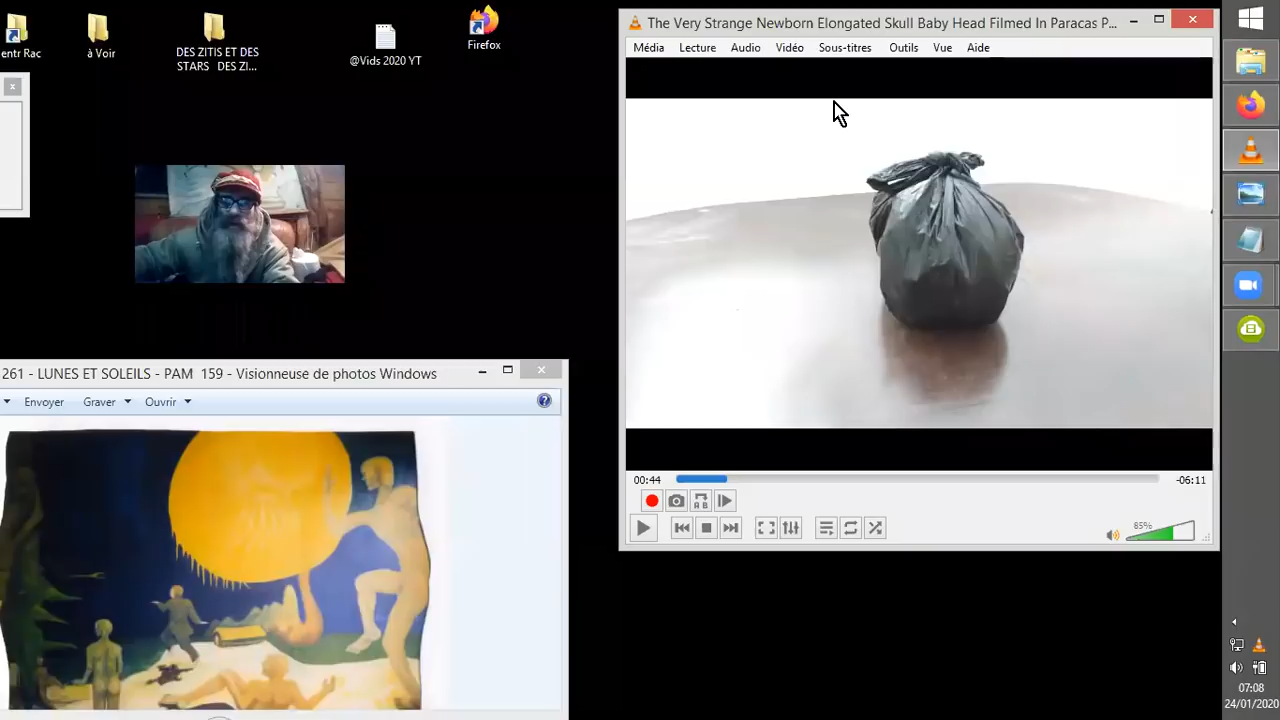 entr Rac
à Voir
DES ZITIS ET DES
STARS DES ZI...
@Vids 2020 YT
Firefox
The Very Strange Newborn Elongated Skull Baby Head Filmed In Paracas P...
Média Lecture Audio Vidéo Sous-titres Outils Vue Aide
261 - LUNES ET SOLEILS - PAM 159 - Visionneuse de photos Windows
Envoyer Graver Ouvrir
00:44
-06:11
85%
07:08
24/01/2020